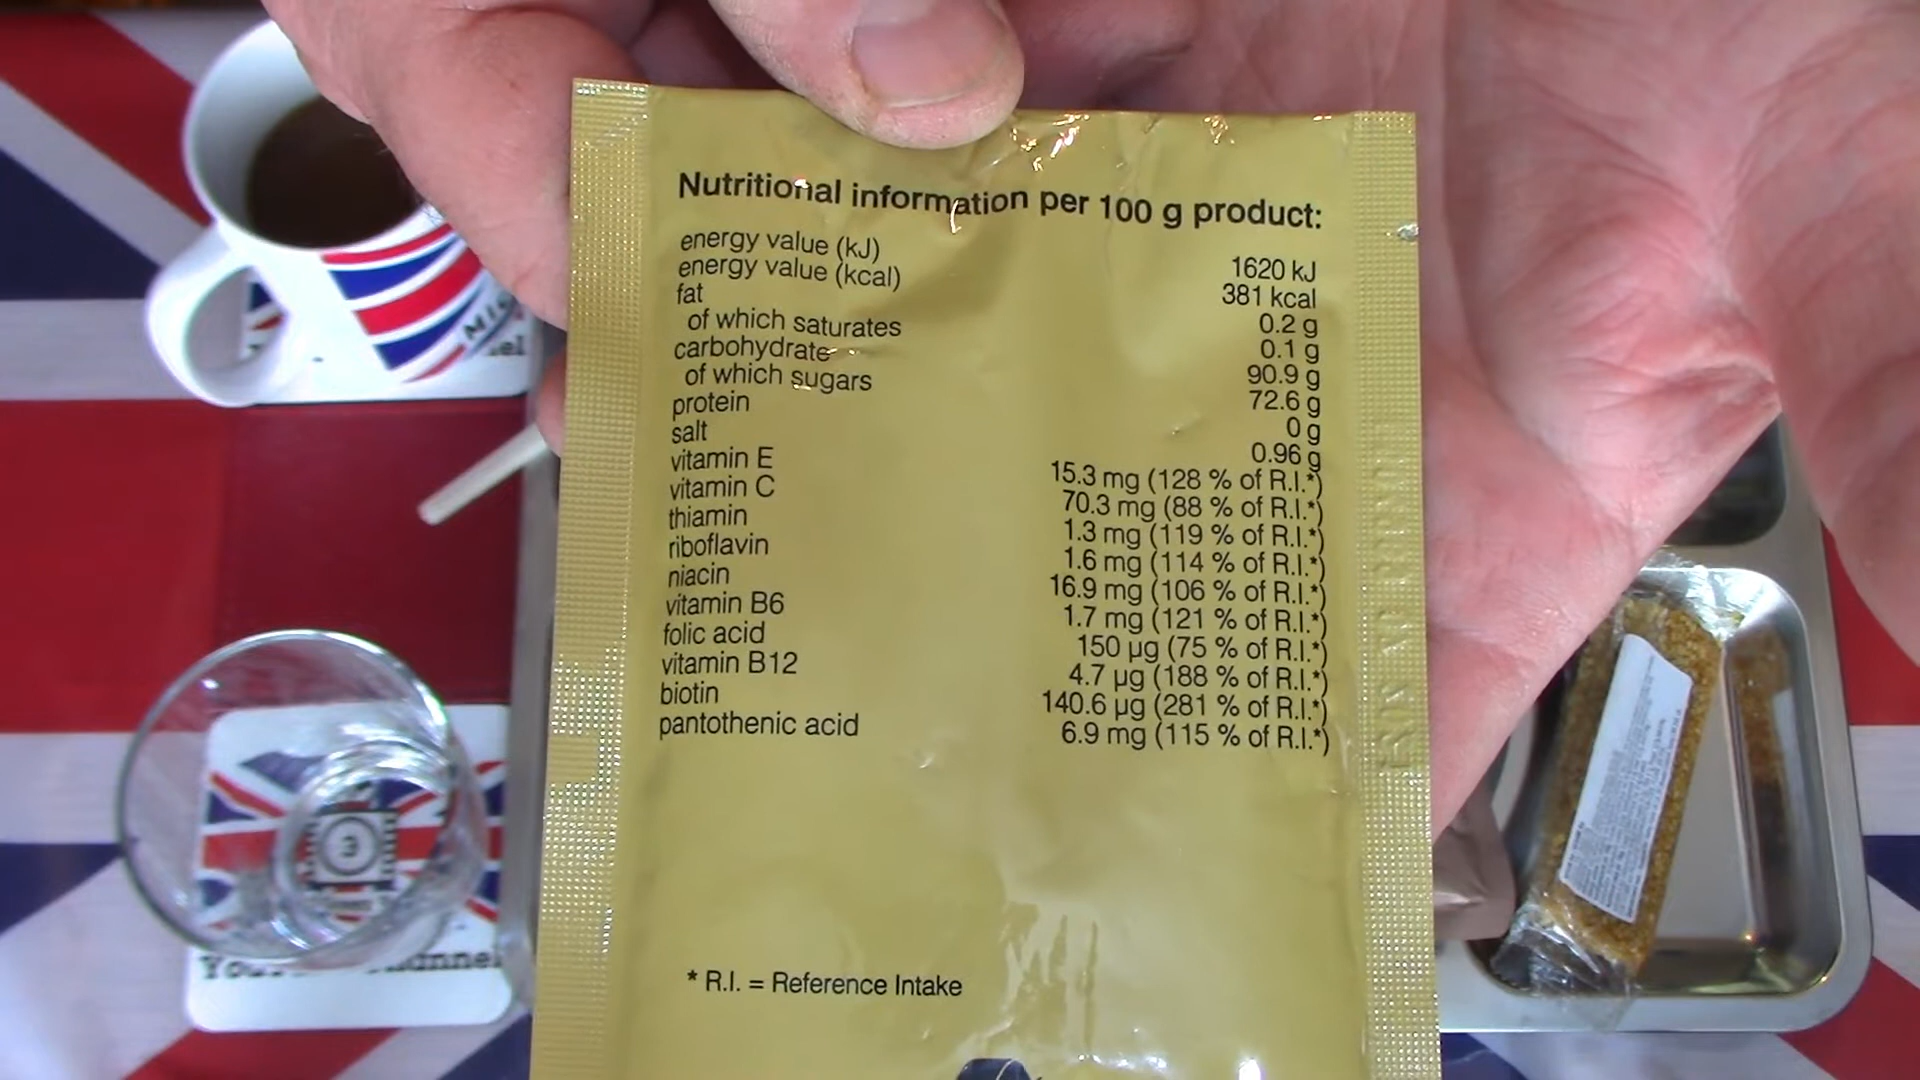 Nutritional information per 100 g product:
energy value (kJ) 1620 kJ
energy value (kcal) 381 kcal
fat 0.2 g
of which saturates 0.1 g
carbohydrate 90.9 g
of which sugars 72.6 g
protein 0 g
salt 0.96 g
vitamin E 15.3 mg (128 % of R.I.*)
vitamin C 70.3 mg (88 % of R.I.*)
thiamin 1.3 mg (119 % of R.I.*)
riboflavin 1.6 mg (114 % of R.I.*)
niacin 16.9 mg (106 % of R.I.*)
vitamin B6 1.7 mg (121 % of R.I.*)
folic acid 150 µg (75 % of R.I.*)
vitamin B12 4.7 µg (188 % of R.I.*)
biotin 140.6 µg (281 % of R.I.*)
pantothenic acid 6.9 mg (115 % of R.I.*)
* R.I. = Reference Intake